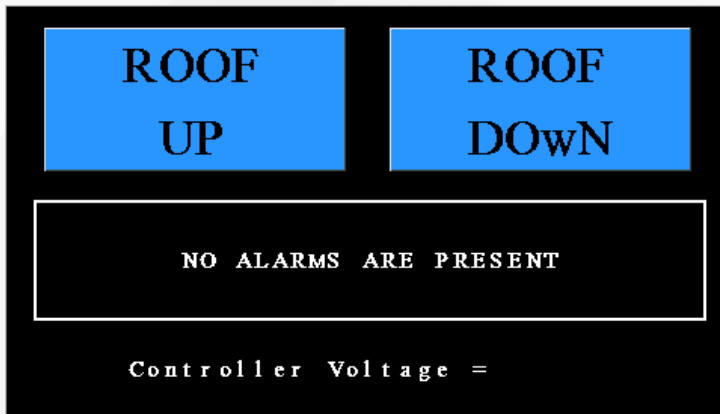 ROOF
UP
ROOF
DOwN
NO ALARMS ARE PRESENT
Controller Voltage =